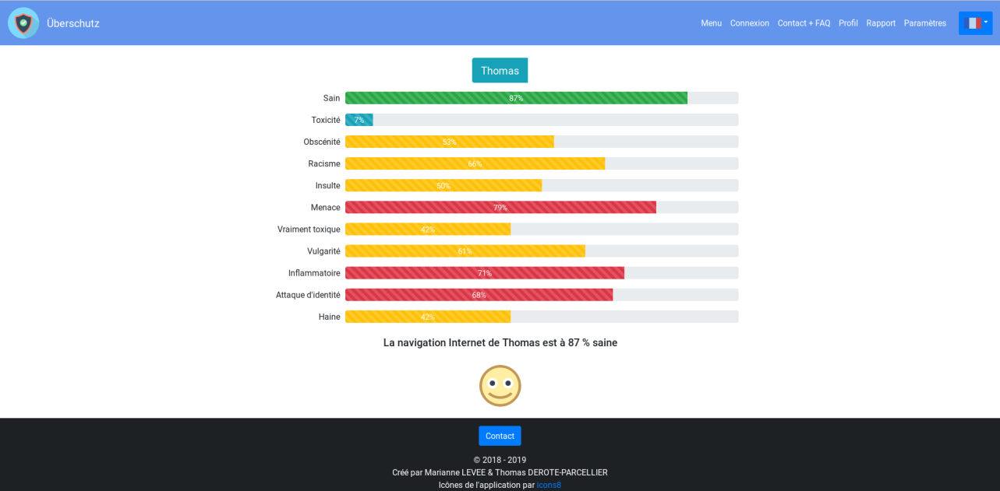 Überschutz
Menu Connexion Contact + FAQ Profil Rapport Paramètres
Thomas
Sain 87%
Toxicité 7%
Obscénité 53%
Racisme 66%
Insulte 50%
Menace 79%
Vraiment toxique 42%
Vulgarité 61%
Inflammatoire 71%
Attaque d'identité 68%
Haine 42%
La navigation Internet de Thomas est à 87 % saine
Contact
© 2018 - 2019
Créé par Marianne LEVEE & Thomas DEROTE-PARCELLIER
Icônes de l'application par icons8